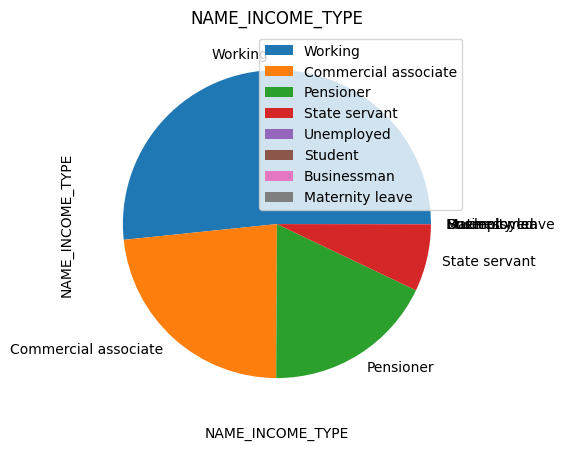 NAME_INCOME_TYPE
Working
Working
Commercial associate
Pensioner
State servant
Unemployed
Student
Businessman
Maternity leave
NAME_INCOME_TYPE
State servant
Commercial associate
Pensioner
NAME_INCOME_TYPE